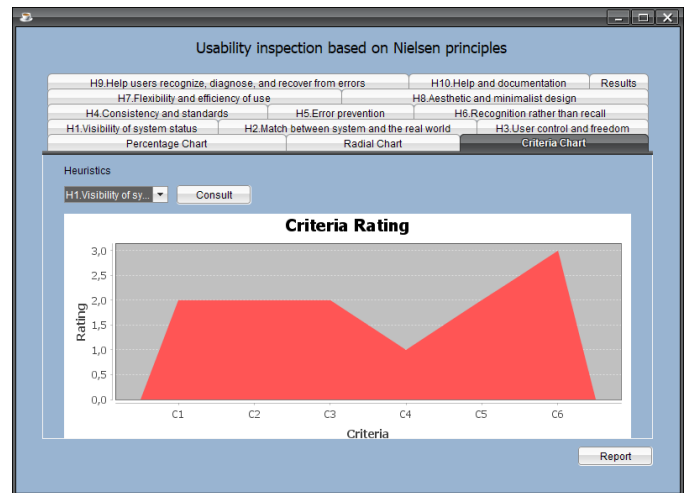 Usability inspection based on Nielsen principles
H9.Help users recognize, diagnose, and recover from errors H10.Help and documentation Results
H7.Flexibility and efficiency of use H8.Aesthetic and minimalist design
H4.Consistency and standards H5.Error prevention H6.Recognition rather than recall
H1.Visibility of system status H2.Match between system and the real world H3.User control and freedom
Percentage Chart Radial Chart Criteria Chart
Heuristics
H1.Visibility of sy... Consult
Criteria Rating
3,0
2,5
2,0
1,5
1,0
0,5
0,0
Rating
C1 C2 C3 C4 C5 C6
Criteria
Report